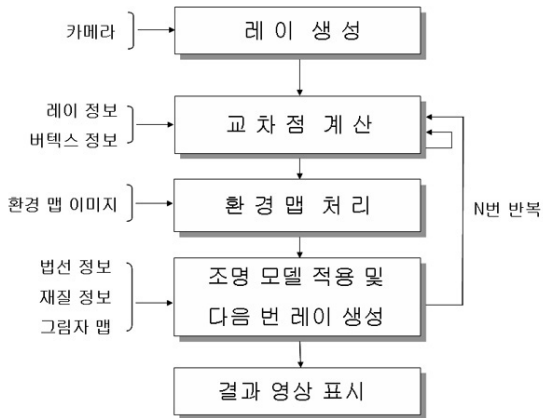 카메라
레 이 생 성
레이 정보
버텍스 정보
교 차 점 계 산
환경 맵 이미지
환 경 맵 처 리
N번 반복
법선 정보
재질 정보
그림자 맵
조명 모델 적용 및
다음 번 레이 생성
결과 영상 표시